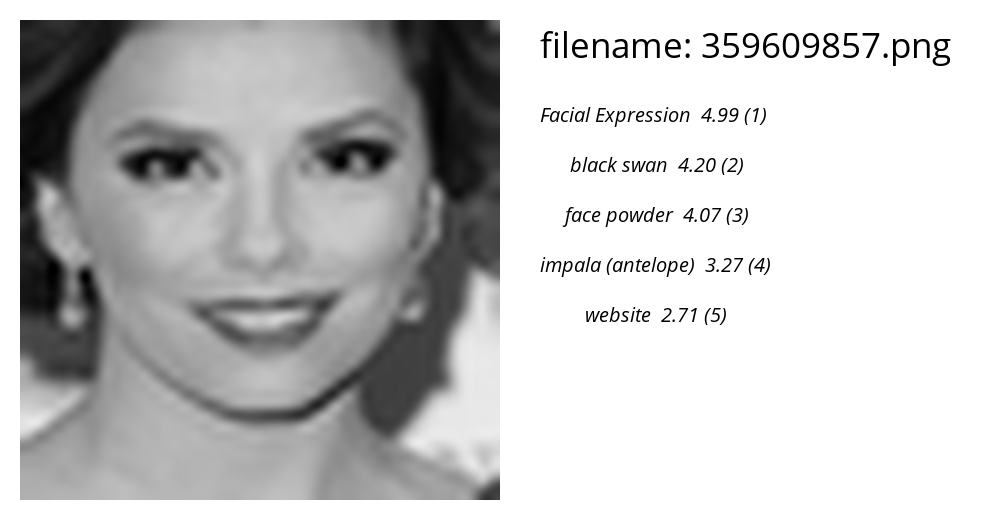 filename: 359609857.png
Facial Expression 4.99 (1)
black swan 4.20 (2)
face powder 4.07 (3)
impala (antelope) 3.27 (4)
website 2.71 (5)